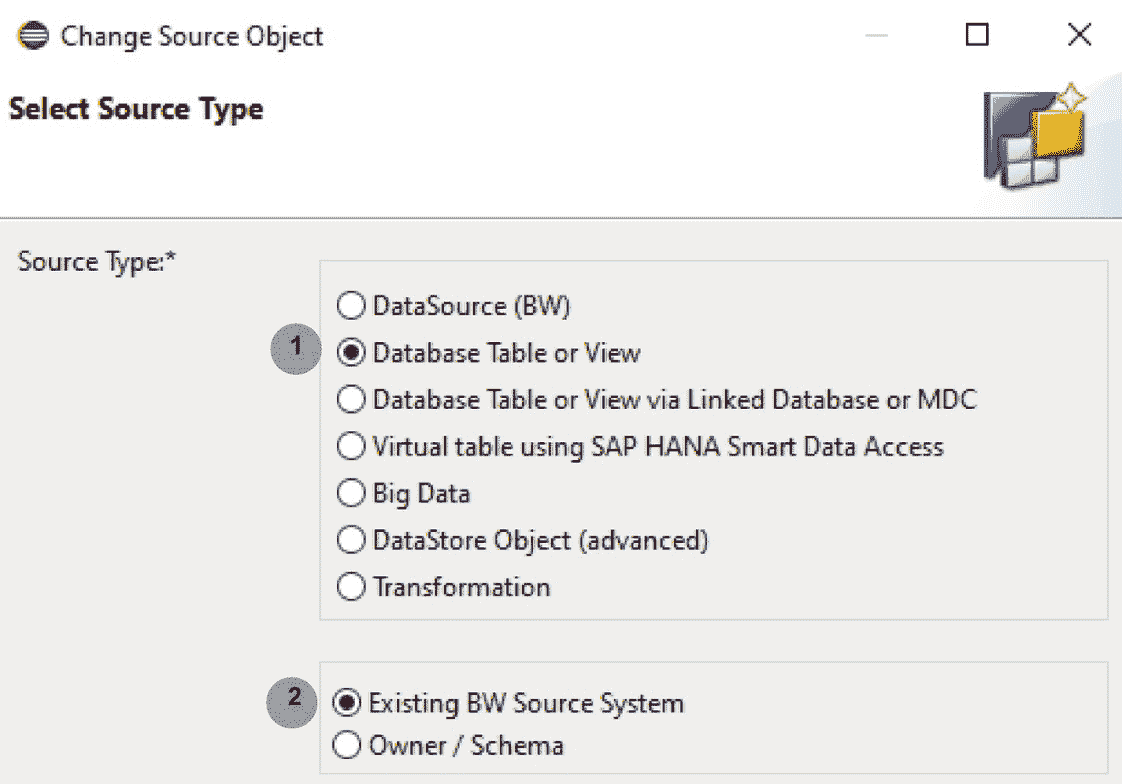 Change Source Object
Select Source Type
Source Type:*
DataSource (BW)
1
Database Table or View
Database Table or View via Linked Database or MDC
Virtual table using SAP HANA Smart Data Access
Big Data
DataStore Object (advanced)
Transformation
2
Existing BW Source System
Owner / Schema